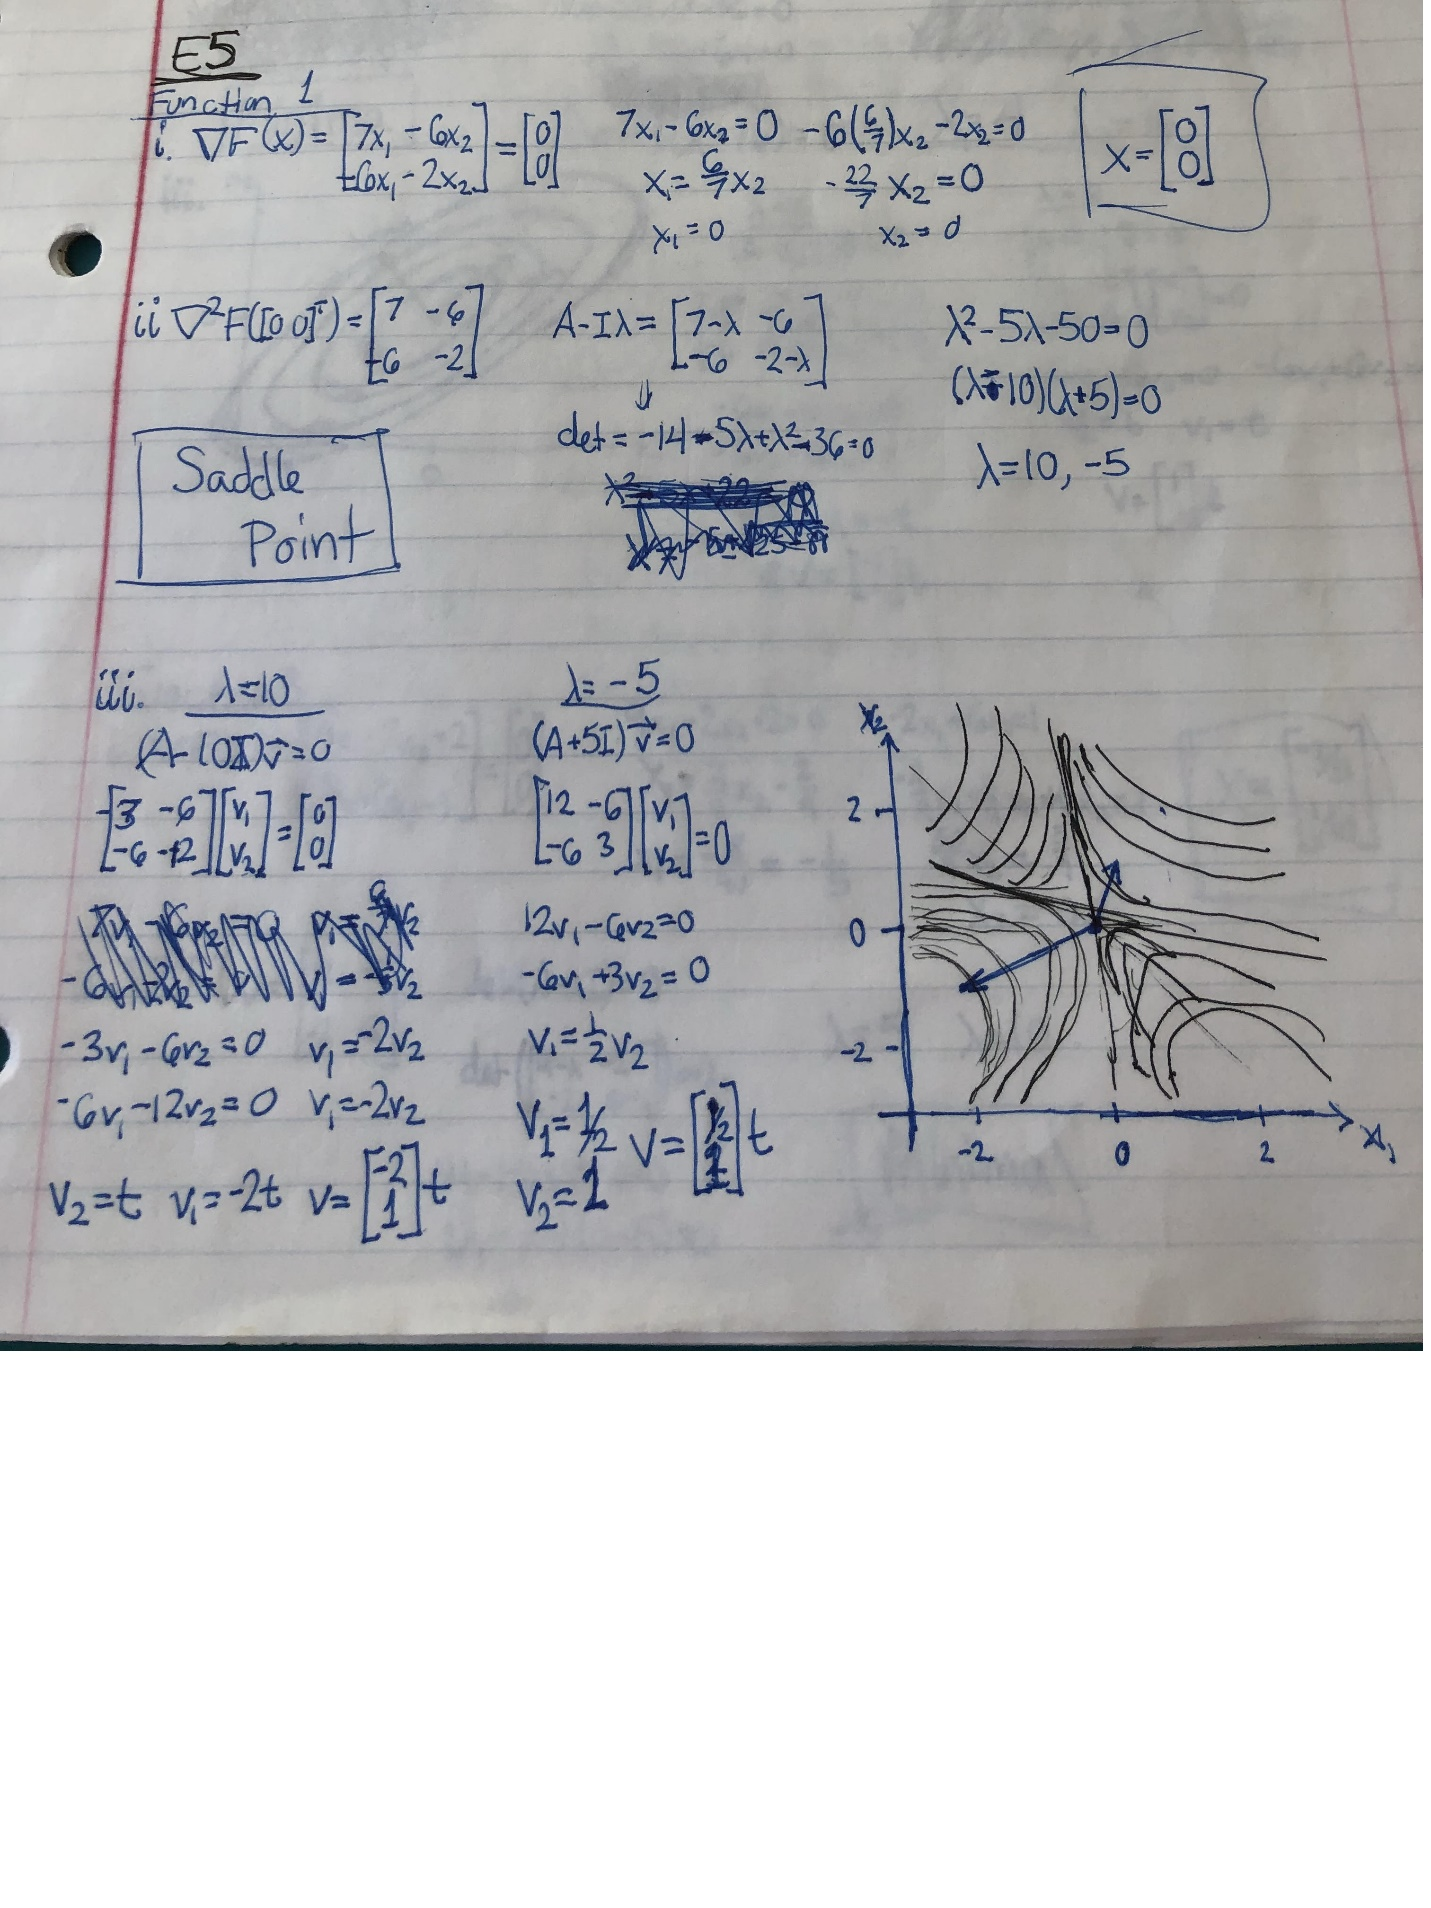 E5
Function 1
i. ∇F(x) = [7x₁ - 6x₂; -6x₁ - 2x₂] = [0; 0]
7x₁ - 6x₂ = 0
x₁ = 6/7 x₂
x₁ = 0
-6(6/7)x₂ - 2x₂ = 0
-22/7 x₂ = 0
x₂ = 0
x = [0; 0]
ii ∇²F([0 0]ᵀ) = [7 -6; -6 -2]
Saddle
Point
A - Iλ = [7-λ -6; -6 -2-λ]
⇓
det = -14 - 5λ + λ² - 36 = 0
λ² - 5λ - 50 = 0
(λ - 10)(λ + 5) = 0
λ = 10, -5
iii. λ = 10
(A - 10I)v⃗ = 0
[-3 -6; -6 -12][v₁; v₂] = [0; 0]
-3v₁ - 6v₂ = 0 v₁ = -2v₂
-6v₁ - 12v₂ = 0 v₁ = -2v₂
v₂ = t v₁ = -2t v = [-2; 1]t
λ = -5
(A + 5I)v⃗ = 0
[12 -6; -6 3][v₁; v₂] = 0
12v₁ - 6v₂ = 0
-6v₁ + 3v₂ = 0
v₁ = 1/2 v₂
V₁ = 1/2
V₂ = 1
V = [1/2; 1]t
x₂
2
0
-2
-2 0 2
x₁